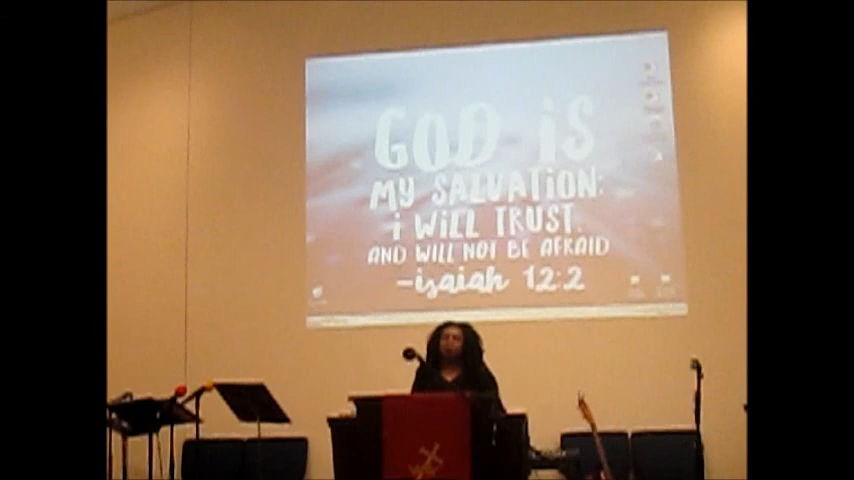 GOD iS
MY SALVATiON:
i WiLL TRUST.
AND WILL NOT BE AFRAID
-isaiah 12:2